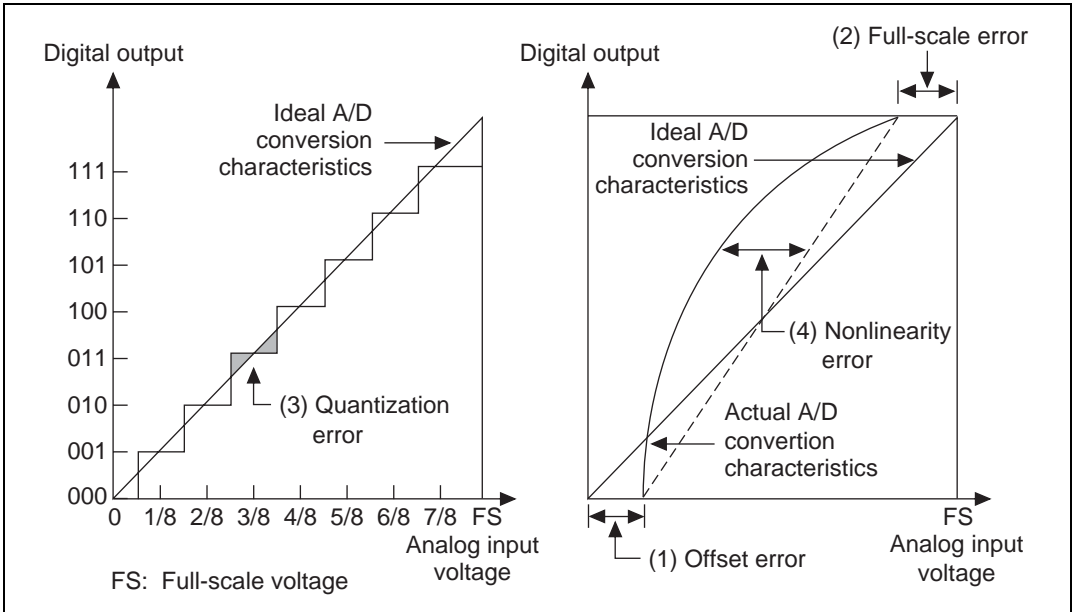 Digital output
Ideal A/D
conversion
characteristics
111
110
101
100
011
010
001
000
(3) Quantization
error
0 1/8 2/8 3/8 4/8 5/8 6/8 7/8 FS
Analog input
voltage
FS: Full-scale voltage
(2) Full-scale error
Digital output
Ideal A/D
conversion
characteristics
(4) Nonlinearity
error
Actual A/D
convertion
characteristics
FS
(1) Offset error
Analog input
voltage